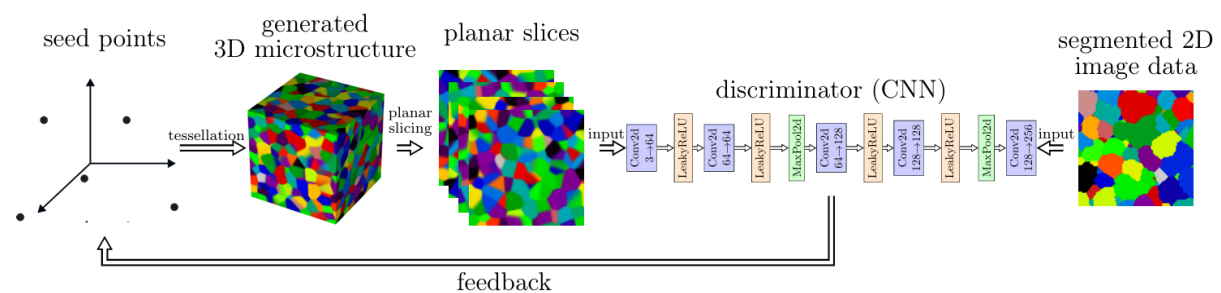 seed points
generated
3D microstructure
planar slices
discriminator (CNN)
segmented 2D
image data
tessellation
planar
slicing
input
Conv2d
3→64
LeakyReLU
Conv2d
64→64
LeakyReLU
MaxPool2d
Conv2d
64→128
LeakyReLU
Conv2d
128→128
LeakyReLU
MaxPool2d
Conv2d
128→256
input
feedback